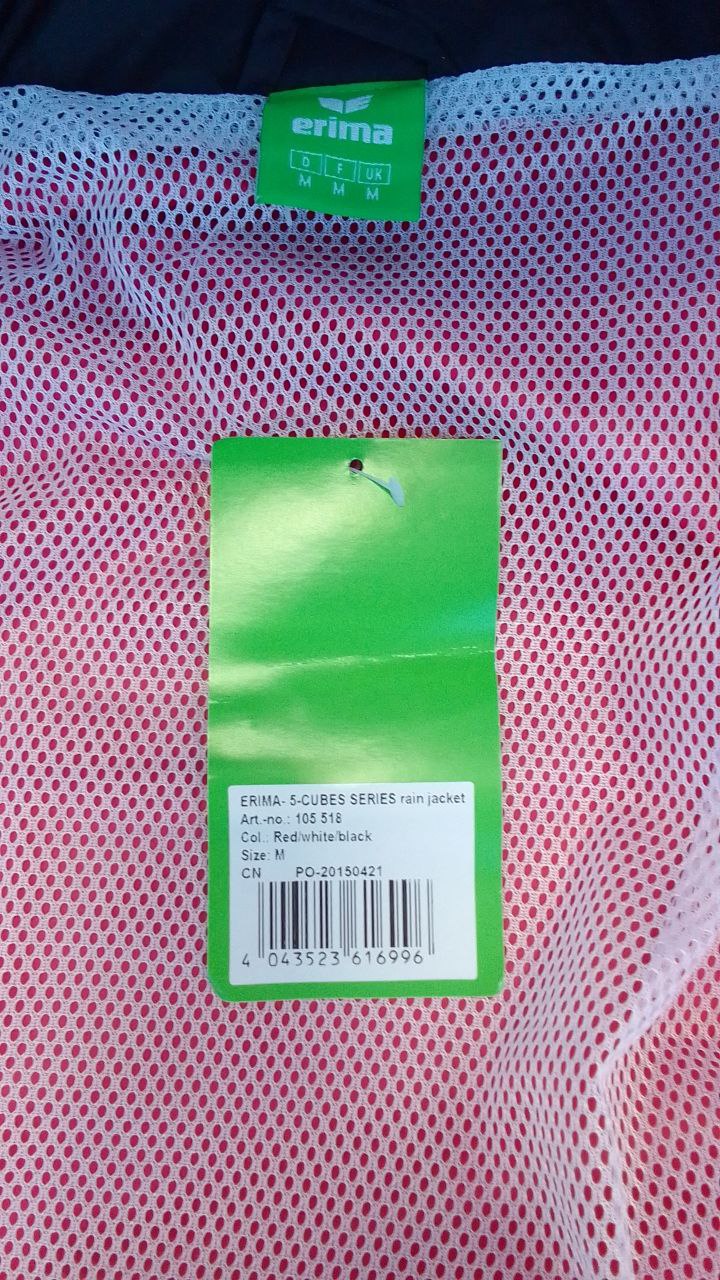 erima
D F UK
M M M
ERIMA- 5-CUBES SERIES rain jacket
Art.-no.: 105 518
Col.: Red/white/black
Size: M
CN PO-20150421
4 043523 616996